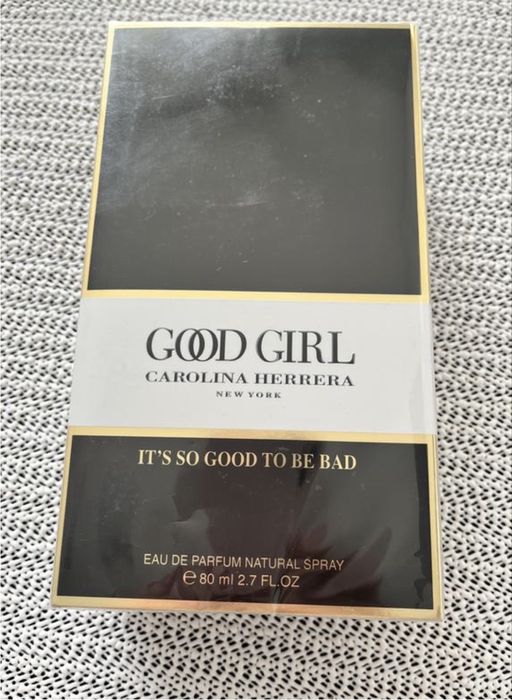 GOOD GIRL
CAROLINA HERRERA
NEW YORK
IT'S SO GOOD TO BE BAD
EAU DE PARFUM NATURAL SPRAY
℮ 80 ml 2.7 FL.OZ